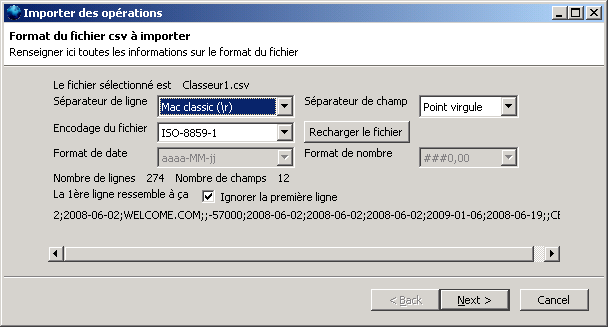 Importer des opérations
Format du fichier csv à importer
Renseigner ici toutes les informations sur le format du fichier
Le fichier sélectionné est Classeur1.csv
Séparateur de ligne Mac classic (\r) Séparateur de champ Point virgule
Encodage du fichier ISO-8859-1 Recharger le fichier
Format de date aaaa-MM-jj Format de nombre ###0,00
Nombre de lignes 274 Nombre de champs 12
La 1ère ligne ressemble à ça Ignorer la première ligne
2;2008-06-02;WELCOME.COM;;-57000;2008-06-02;2008-06-02;2008-06-02;2009-01-06;2008-06-19;;CE
< Back Next > Cancel